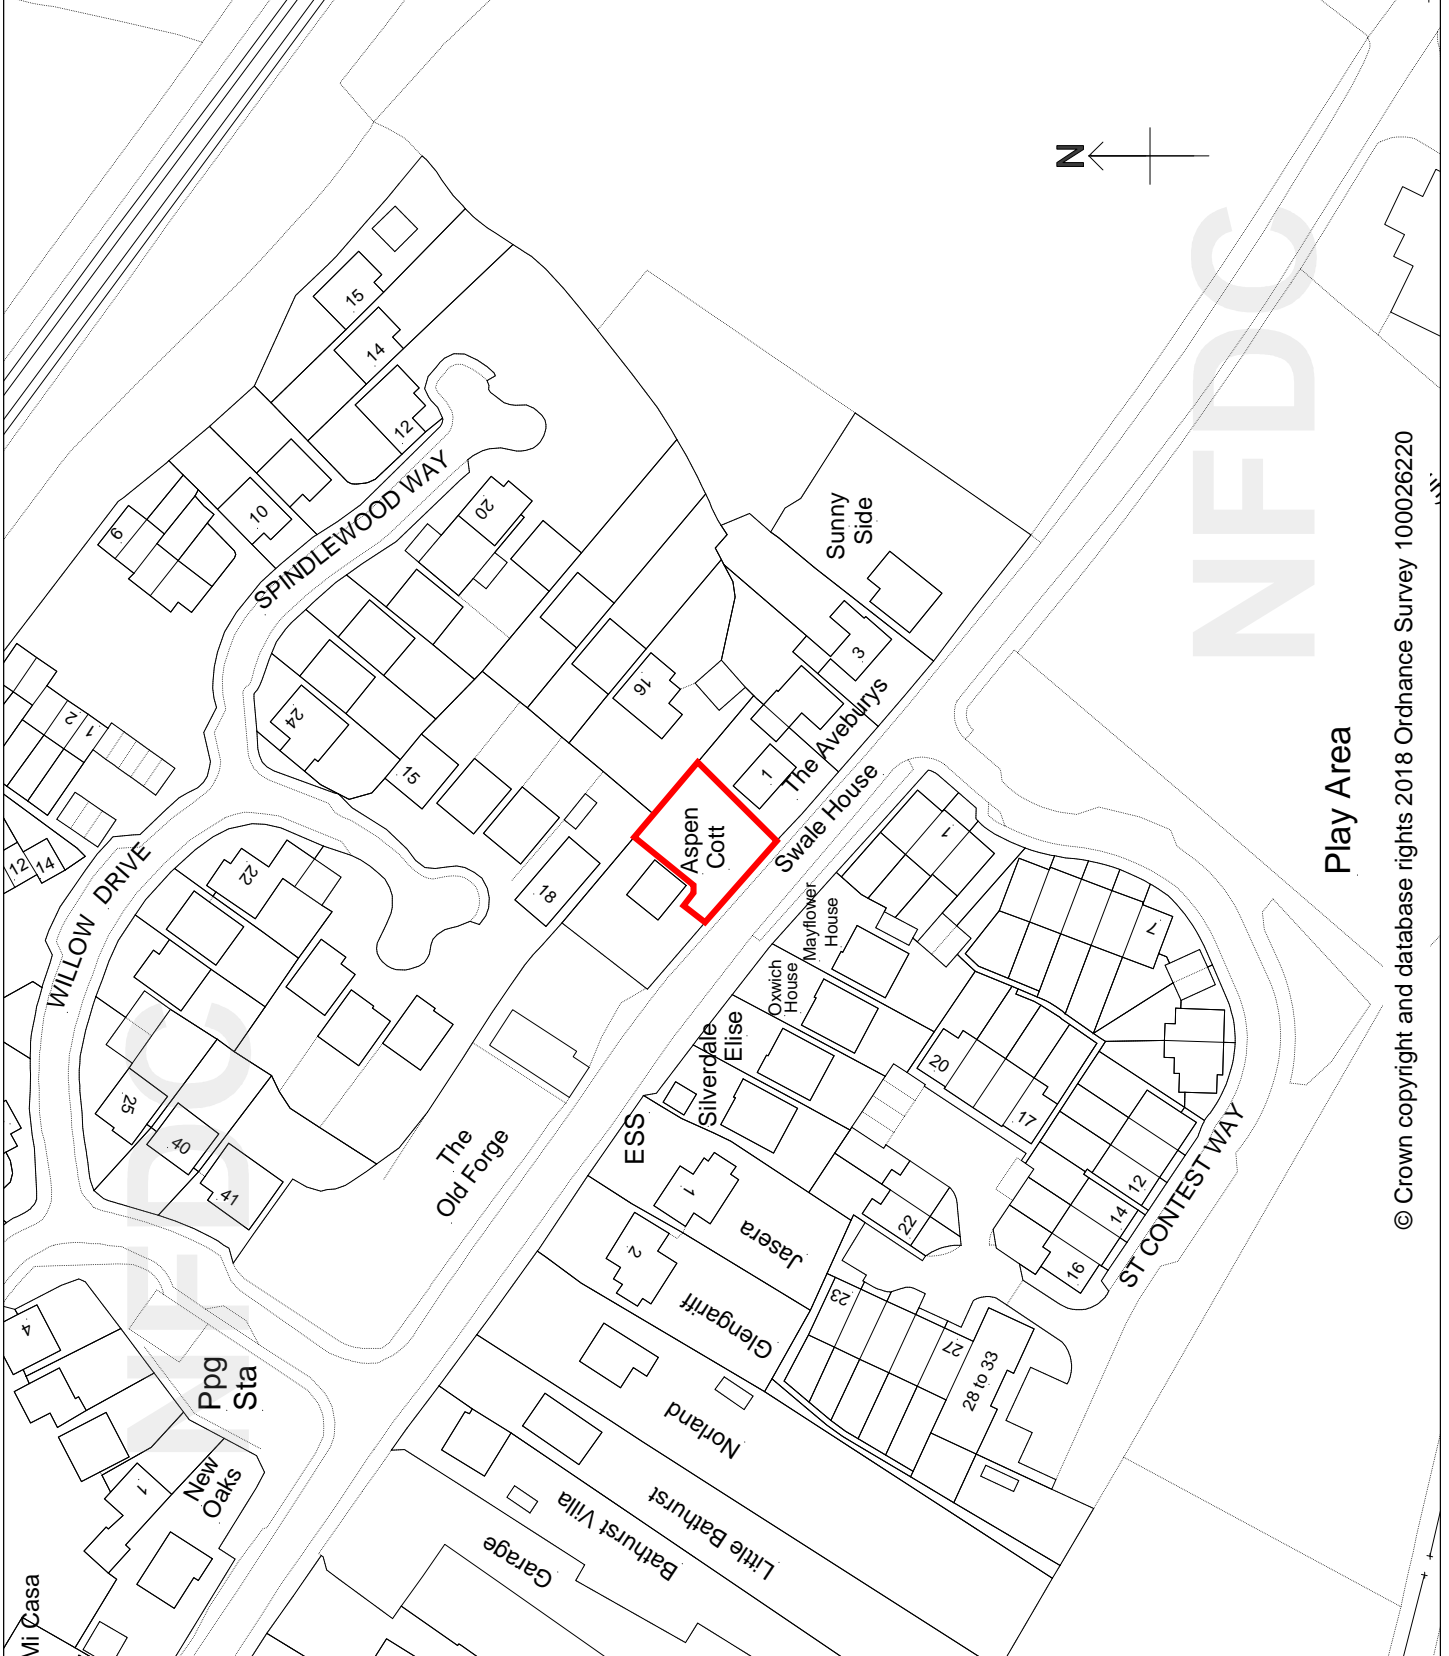 15
14
12
N
6
10
SPINDLEWOOD WAY
20
NFDC
Sunny
Side
2
1
24
16
3
15
The Aveburys
1
12
14
WILLOW DRIVE
22
18
Aspen
Cott
Swale House
1
Play Area
Mayflower
House
Oxwich
House
7
25
40
41
NFDC
The
Old Forge
Silverdale
Elise
ESS
20
17
1
2
Jasera
22
12
14
16
ST CONTEST WAY
4
Ppg
Sta
Glengariff
23
27
28 to 33
Norland
New
Oaks
1
Little Bathurst
Bathurst Villa
Garage
Mi Casa
© Crown copyright and database rights 2018 Ordnance Survey 100026220